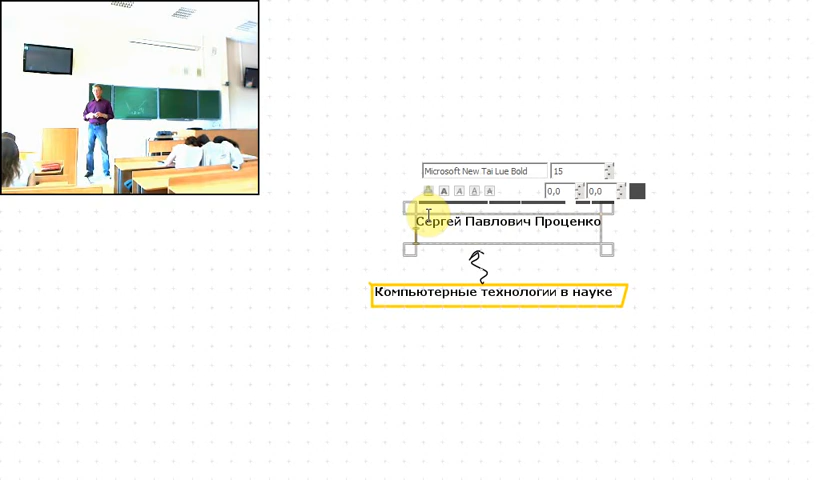 Microsoft New Tai Lue Bold 15
A A A A A 0,0 0,0
Сергей Павлович Проценко
Компьютерные технологии в науке